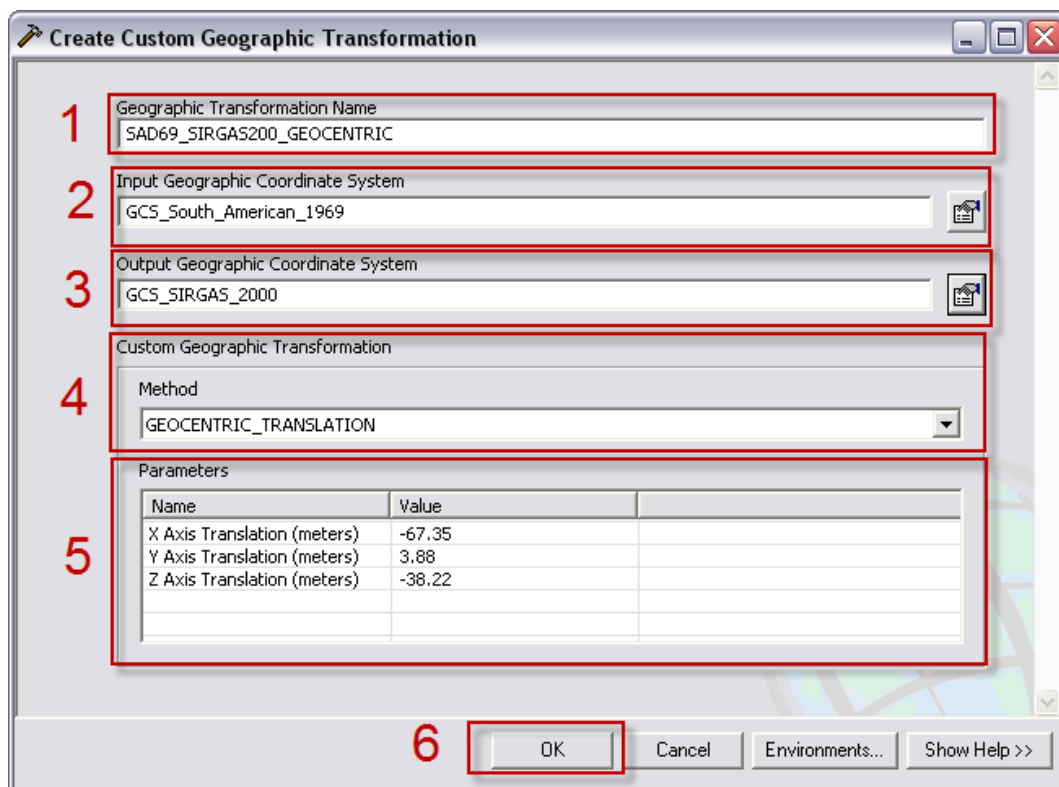 Create Custom Geographic Transformation
1
Geographic Transformation Name
SAD69_SIRGAS200_GEOCENTRIC
2
Input Geographic Coordinate System
GCS_South_American_1969
3
Output Geographic Coordinate System
GCS_SIRGAS_2000
Custom Geographic Transformation
4
Method
GEOCENTRIC_TRANSLATION
5
Parameters
Name Value
X Axis Translation (meters) -67.35
Y Axis Translation (meters) 3.88
Z Axis Translation (meters) -38.22
6
OK Cancel Environments... Show Help >>